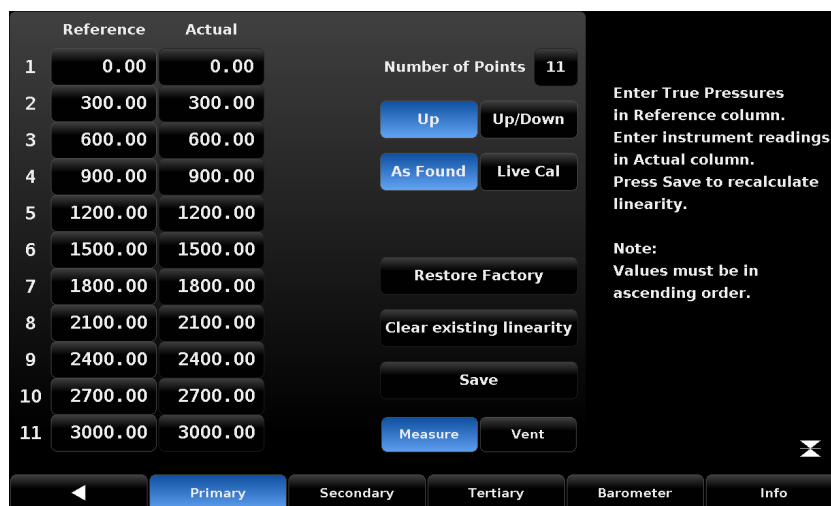 Reference Actual
1 0.00 0.00
2 300.00 300.00
3 600.00 600.00
4 900.00 900.00
5 1200.00 1200.00
6 1500.00 1500.00
7 1800.00 1800.00
8 2100.00 2100.00
9 2400.00 2400.00
10 2700.00 2700.00
11 3000.00 3000.00
Number of Points 11
Up Up/Down
As Found Live Cal
Restore Factory
Clear existing linearity
Save
Measure Vent
Enter True Pressures
in Reference column.
Enter instrument readings
in Actual column.
Press Save to recalculate
linearity.
Note:
Values must be in
ascending order.
Primary Secondary Tertiary Barometer Info